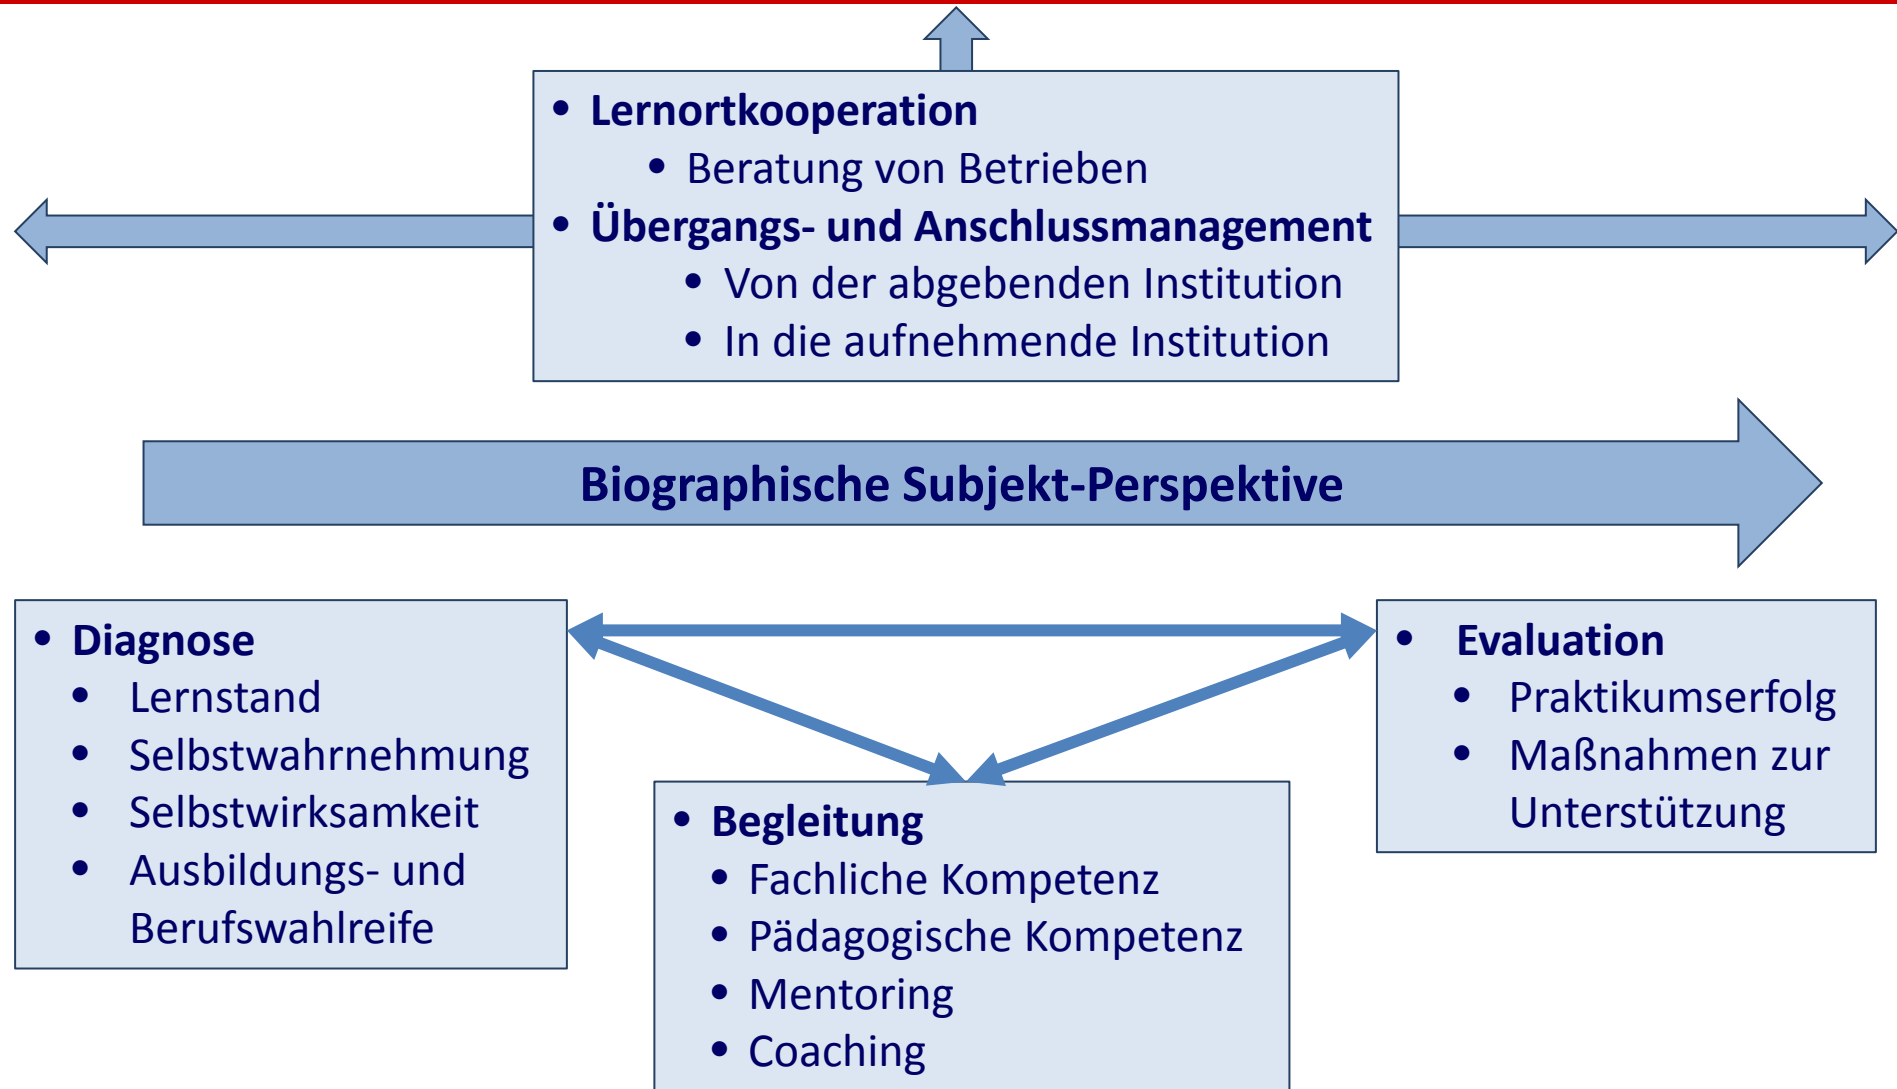 • Lernortkooperation
• Beratung von Betrieben
• Übergangs- und Anschlussmanagement
• Von der abgebenden Institution
• In die aufnehmende Institution
Biographische Subjekt-Perspektive
• Diagnose
• Lernstand
• Selbstwahrnehmung
• Selbstwirksamkeit
• Ausbildungs- und
Berufswahlreife
• Begleitung
• Fachliche Kompetenz
• Pädagogische Kompetenz
• Mentoring
• Coaching
• Evaluation
• Praktikumserfolg
• Maßnahmen zur
Unterstützung